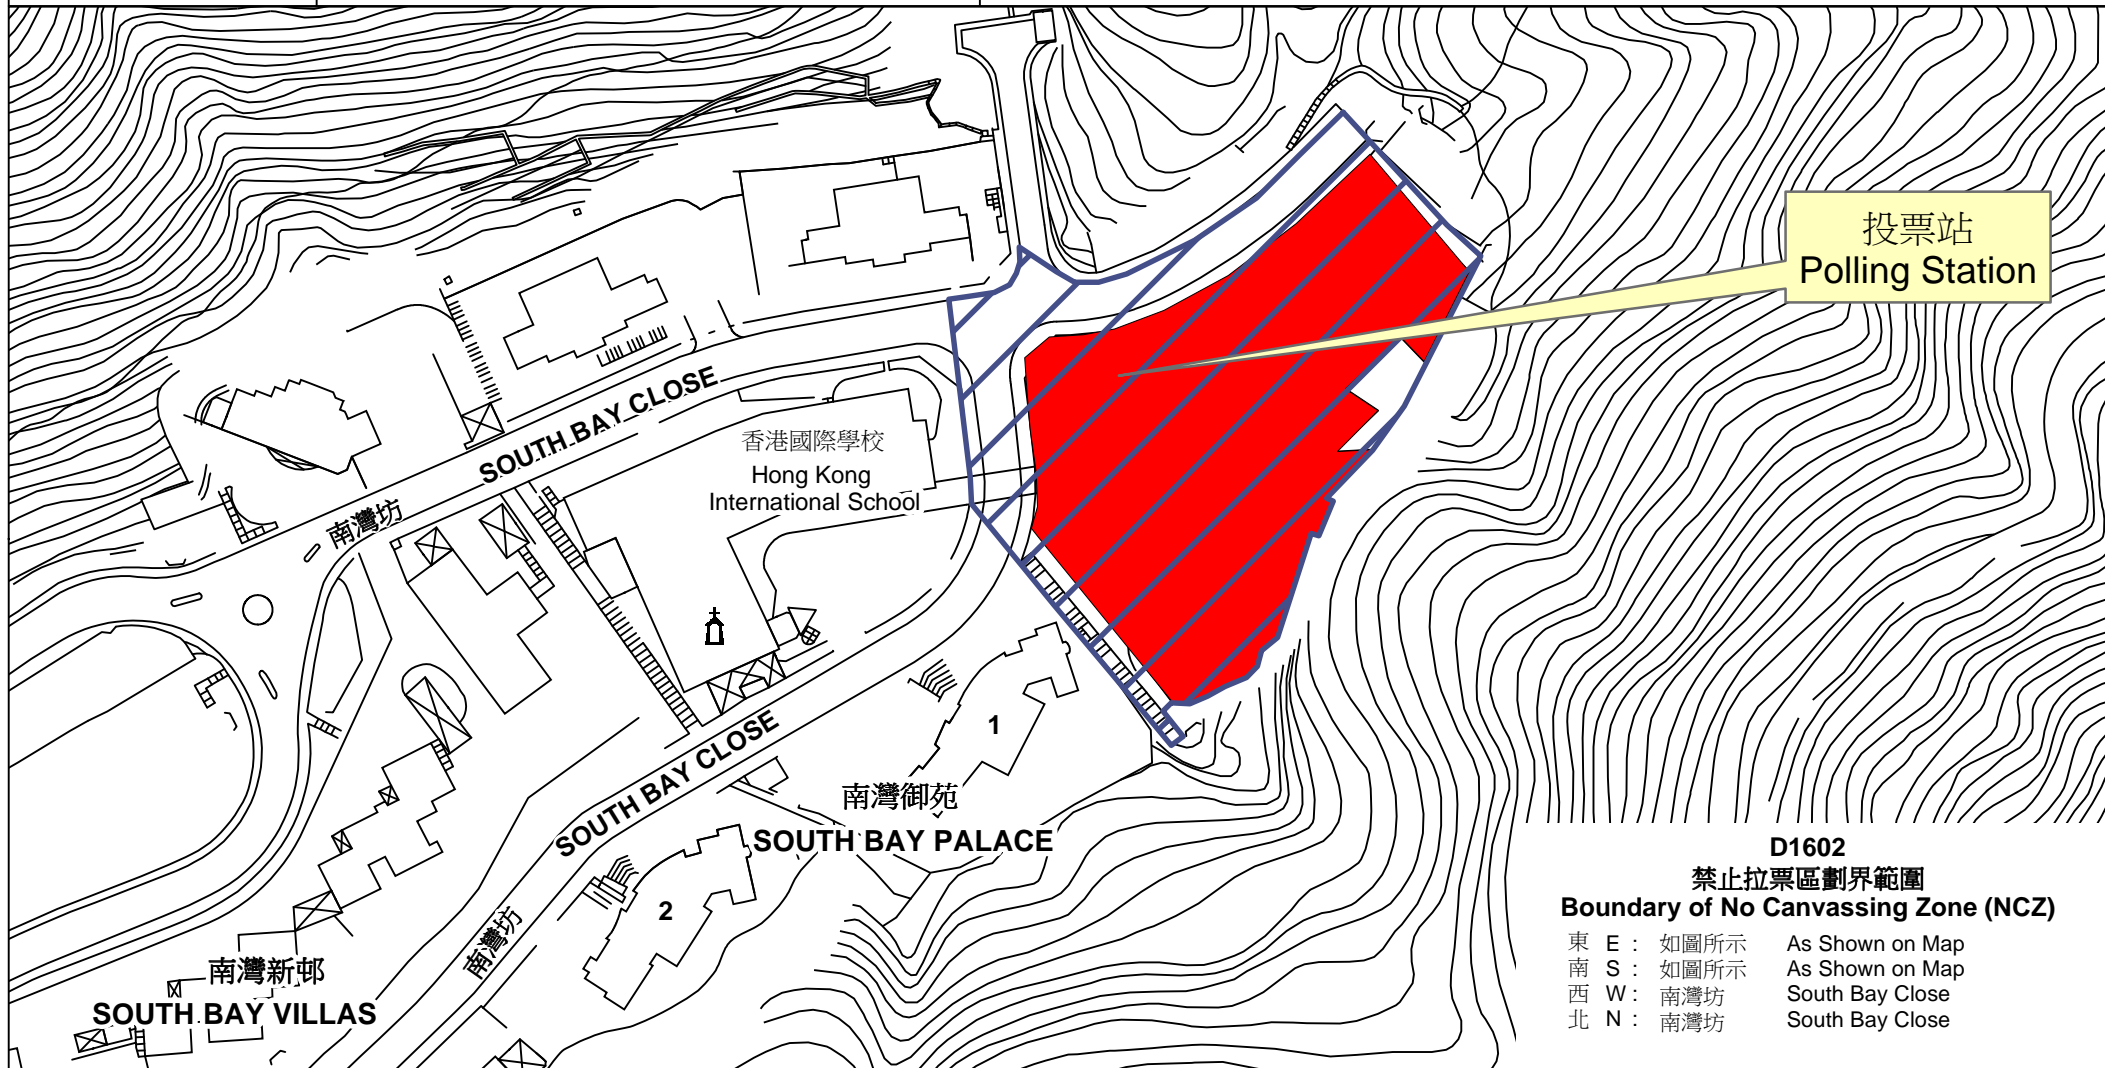 投票站
Polling Station
SOUTH BAY CLOSE
南灣坊
香港國際學校
Hong Kong
International School
SOUTH BAY CLOSE
南灣坊
1
南灣御苑
SOUTH BAY PALACE
2
南灣新邨
SOUTH BAY VILLAS
D1602
禁止拉票區劃界範圍
Boundary of No Canvassing Zone (NCZ)
東 E : 如圖所示 As Shown on Map
南 S : 如圖所示 As Shown on Map
西 W : 南灣坊 South Bay Close
北 N : 南灣坊 South Bay Close